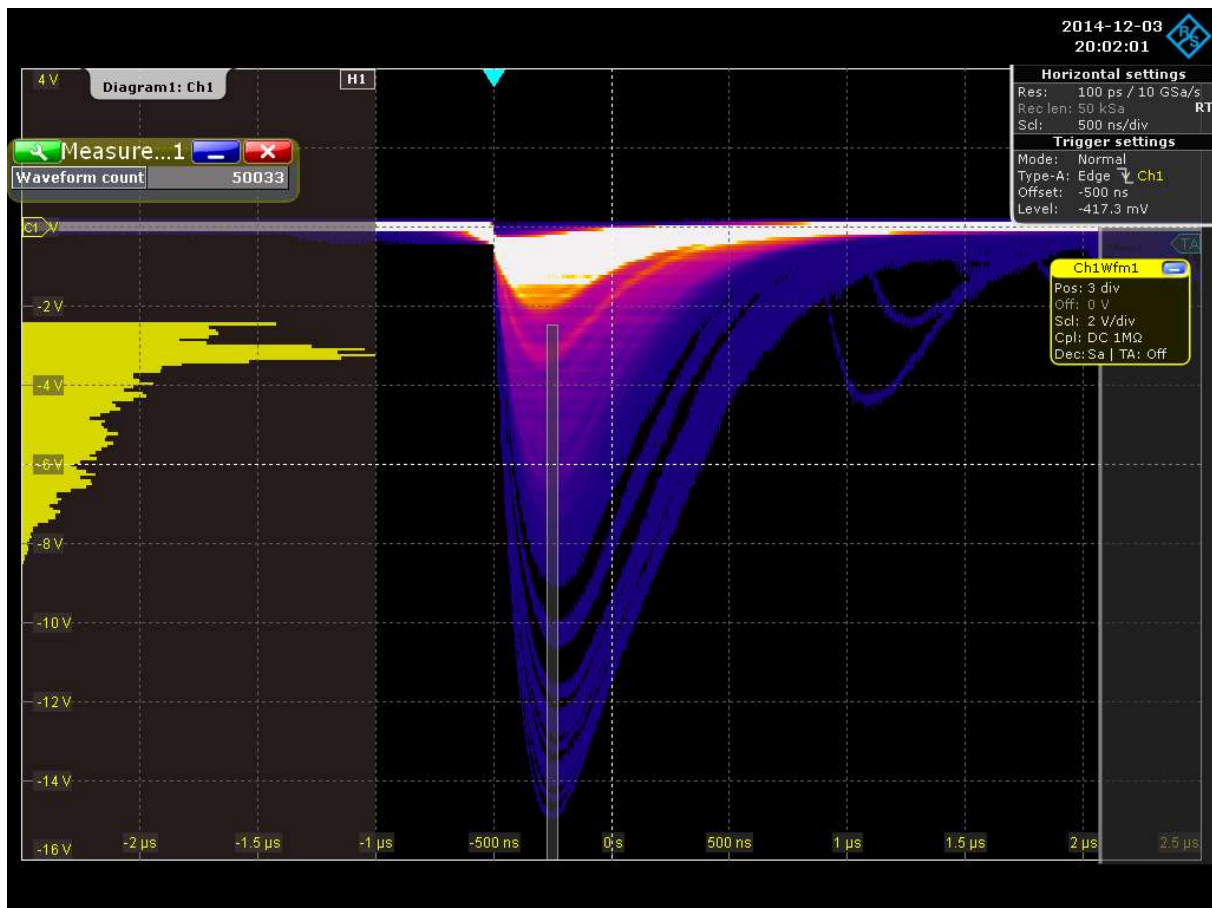 2014-12-03
20:02:01
R&S
4 V
Diagram1: Ch1
H1
Horizontal settings
Res: 100 ps / 10 GSa/s
Rec len: 50 kSa RT
Scl: 500 ns/div
Trigger settings
Mode: Normal
Type-A: Edge Ch1
Offset: -500 ns
Level: -417.3 mV
Measure...1
Waveform count 50033
C1 V
TA
Ch1Wfm1
Pos: 3 div
Off: 0 V
Scl: 2 V/div
Cpl: DC 1MΩ
Dec: Sa | TA: Off
-2 V
-4 V
-6 V
-8 V
-10 V
-12 V
-14 V
-16 V
-2 µs -1.5 µs -1 µs -500 ns 0 s 500 ns 1 µs 1.5 µs 2 µs 2.5 µs